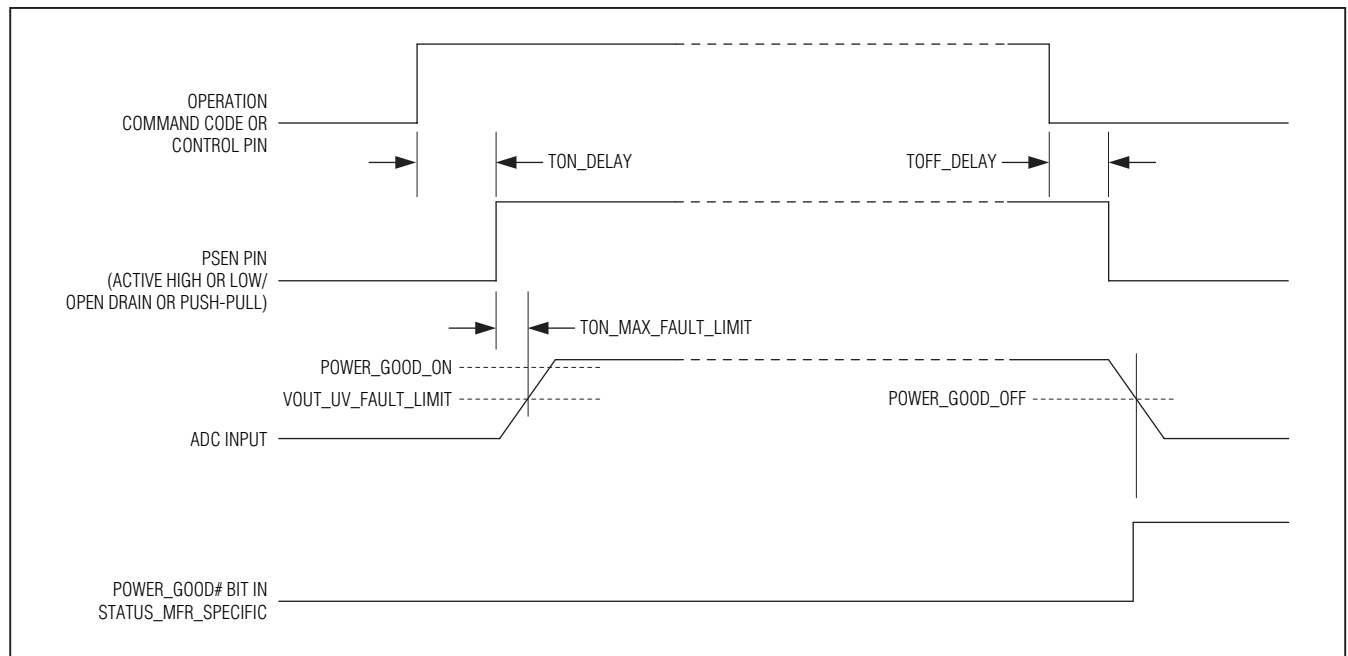 OPERATION
COMMAND CODE OR
CONTROL PIN
TON_DELAY
TOFF_DELAY
PSEN PIN
(ACTIVE HIGH OR LOW/
OPEN DRAIN OR PUSH-PULL)
TON_MAX_FAULT_LIMIT
POWER_GOOD_ON
VOUT_UV_FAULT_LIMIT
POWER_GOOD_OFF
ADC INPUT
POWER_GOOD# BIT IN
STATUS_MFR_SPECIFIC